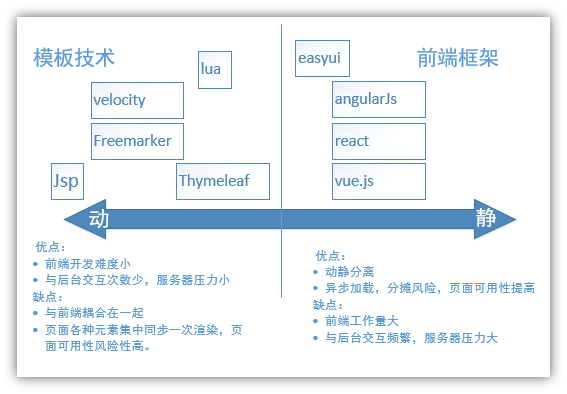 模板技术
lua
velocity
Freemarker
Jsp
Thymeleaf
easyui
前端框架
angularJs
react
vue.js
动
静
优点：
• 前端开发难度小
• 与后台交互次数少，服务器压力小
缺点：
• 与前端耦合在一起
• 页面各种元素集中同步一次渲染，页
面可用性风险性高。
优点：
• 动静分离
• 异步加载，分摊风险，页面可用性提高
缺点：
• 前端工作量大
• 与后台交互频繁，服务器压力大